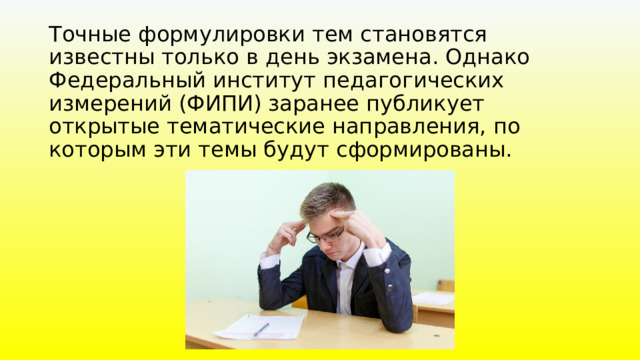 Точные формулировки тем становятся
известны только в день экзамена. Однако
Федеральный институт педагогических
измерений (ФИПИ) заранее публикует
открытые тематические направления, по
которым эти темы будут сформированы.